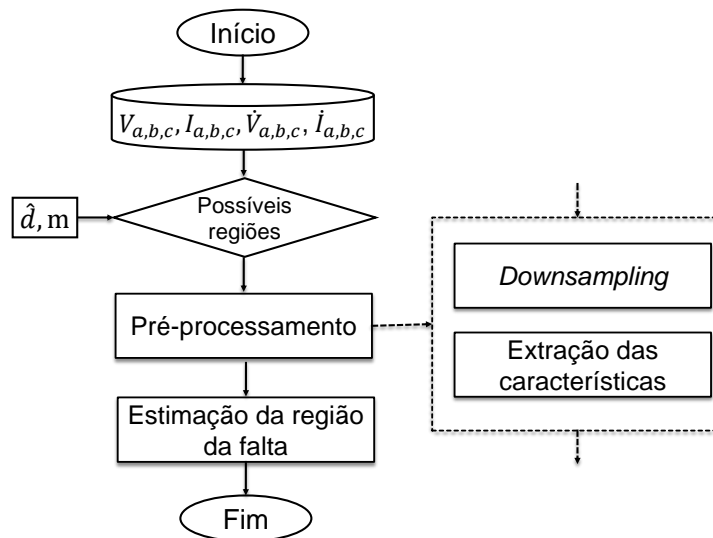 Início
V_{a,b,c}, I_{a,b,c}, V̇_{a,b,c}, İ_{a,b,c}
Possíveis
regiões
d̂, m
Pré-processamento
Estimação da região
da falta
Fim
Downsampling
Extração das
características